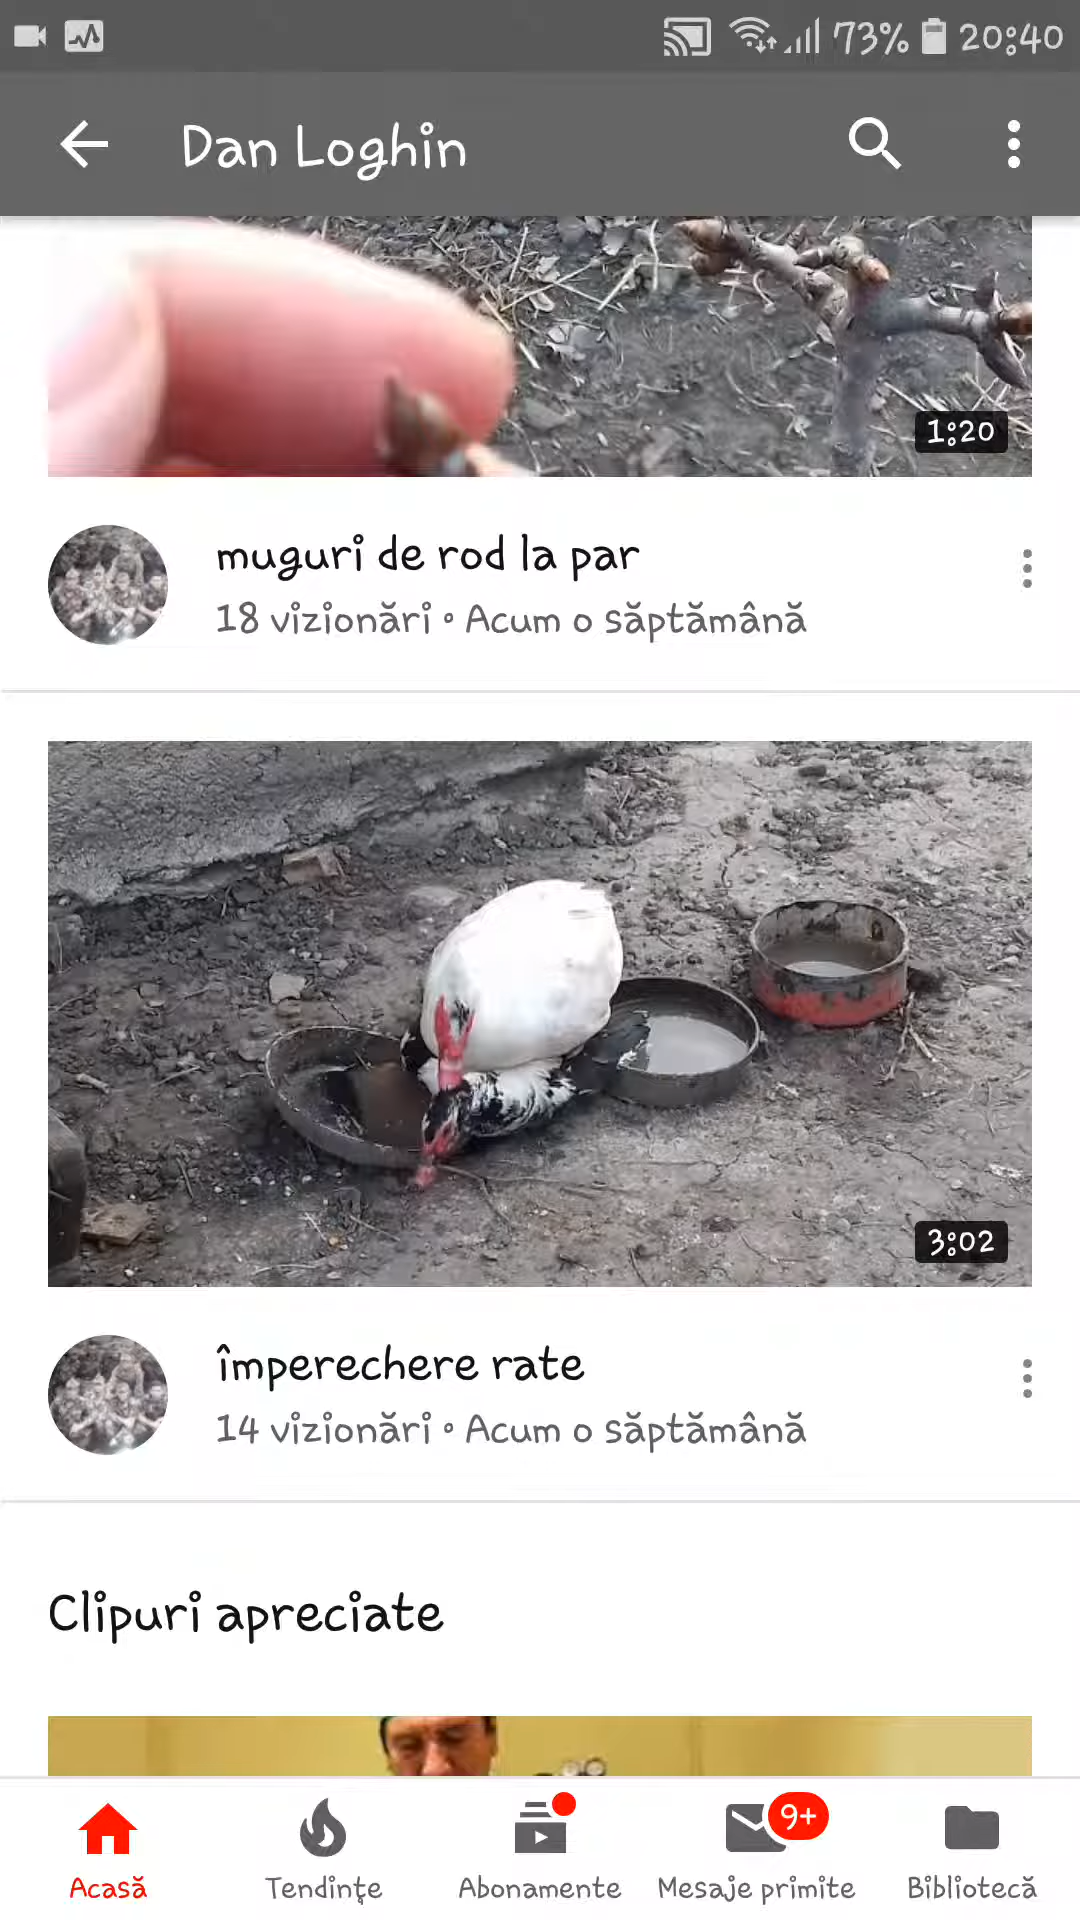 73% 20:40
Dan Loghin
1:20
muguri de rod la par
18 vizionări • Acum o săptămână
3:02
împerechere rate
14 vizionări • Acum o săptămână
Clipuri apreciate
9+
Acasă Tendințe Abonamente Mesaje primite Bibliotecă